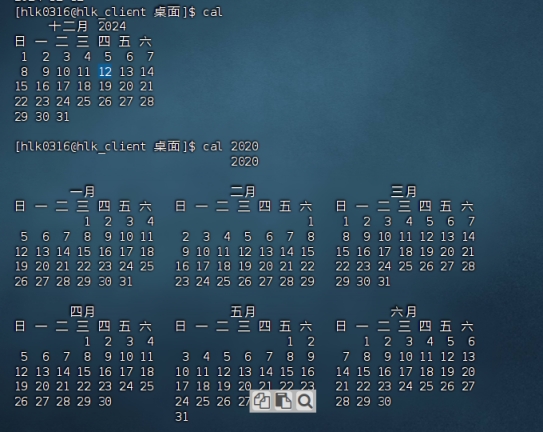 [hlk0316@hlk_client 桌面]$ cal
十二月 2024
日 一 二 三 四 五 六
1 2 3 4 5 6 7
8 9 10 11 12 13 14
15 16 17 18 19 20 21
22 23 24 25 26 27 28
29 30 31
[hlk0316@hlk_client 桌面]$ cal 2020
2020
一月 二月 三月
日 一 二 三 四 五 六 日 一 二 三 四 五 六 日 一 二 三 四 五 六
1 2 3 4 1 1 2 3 4 5 6 7
5 6 7 8 9 10 11 2 3 4 5 6 7 8 8 9 10 11 12 13 14
12 13 14 15 16 17 18 9 10 11 12 13 14 15 15 16 17 18 19 20 21
19 20 21 22 23 24 25 16 17 18 19 20 21 22 22 23 24 25 26 27 28
26 27 28 29 30 31 23 24 25 26 27 28 29 29 30 31
四月 五月 六月
日 一 二 三 四 五 六 日 一 二 三 四 五 六 日 一 二 三 四 五 六
1 2 3 4 1 2 1 2 3 4 5 6
5 6 7 8 9 10 11 3 4 5 6 7 8 9 7 8 9 10 11 12 13
12 13 14 15 16 17 18 10 11 12 13 14 15 16 14 15 16 17 18 19 20
19 20 21 22 23 24 25 17 18 19 20 21 22 23 21 22 23 24 25 26 27
26 27 28 29 30 24 25 26 27 28 29 30
31